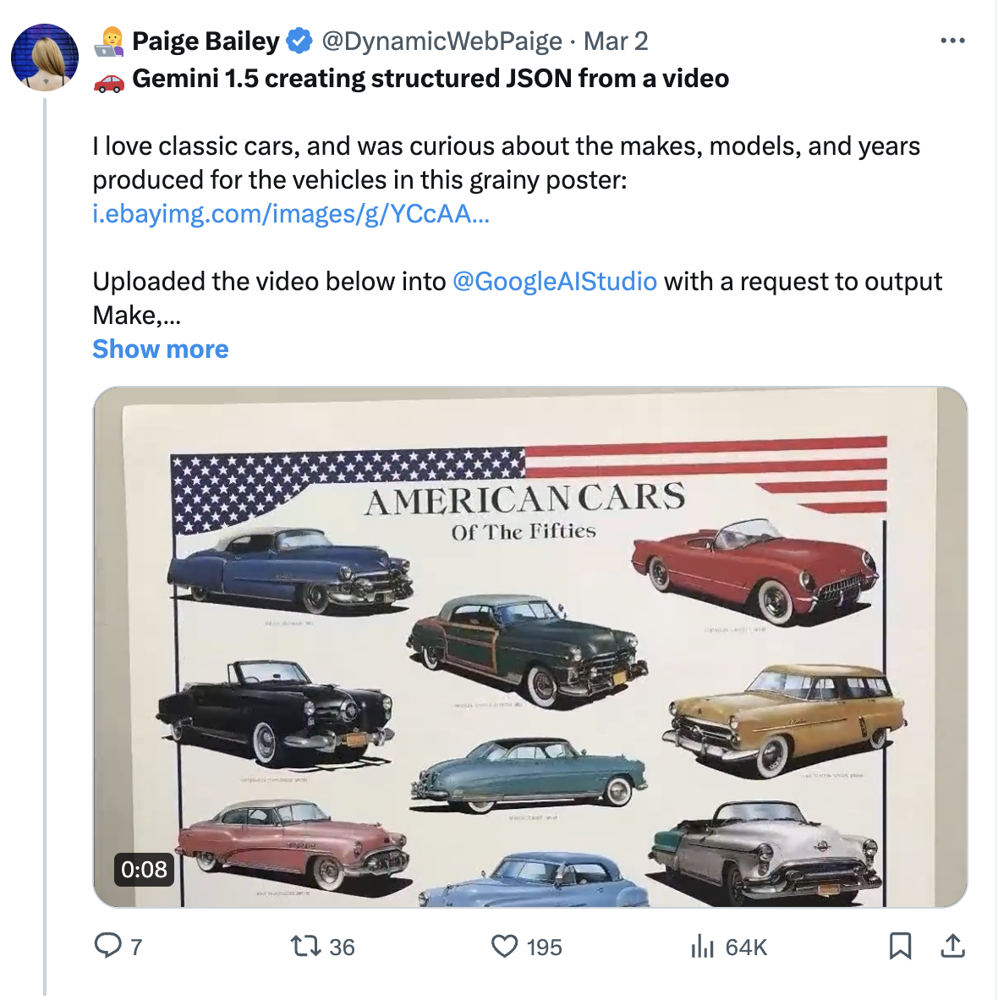 Paige Bailey @DynamicWebPaige · Mar 2
Gemini 1.5 creating structured JSON from a video
I love classic cars, and was curious about the makes, models, and years
produced for the vehicles in this grainy poster:
i.ebayimg.com/images/g/YCcAA...
Uploaded the video below into @GoogleAIStudio with a request to output
Make,...
Show more
AMERICAN CARS
Of The Fifties
0:08
7 36 195 64K